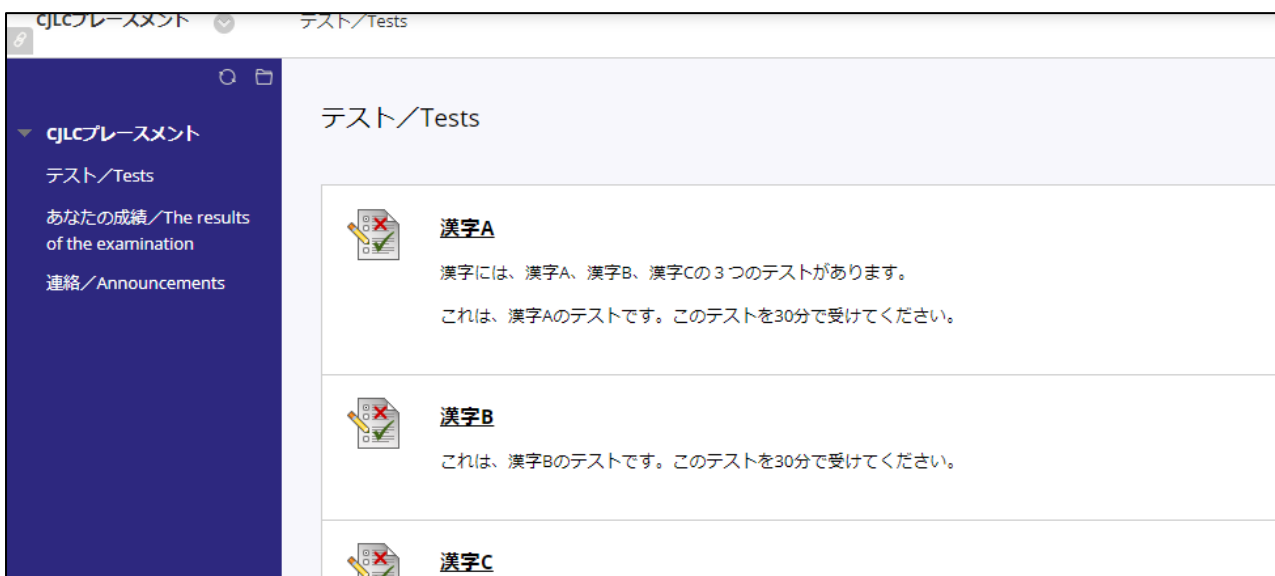 CJLCプレースメント
テスト／Tests
CJLCプレースメント
テスト／Tests
あなたの成績／The results
of the examination
連絡／Announcements
テスト／Tests
漢字A
漢字には、漢字A、漢字B、漢字Cの３つのテストがあります。
これは、漢字Aのテストです。このテストを30分で受けてください。
漢字B
これは、漢字Bのテストです。このテストを30分で受けてください。
漢字C